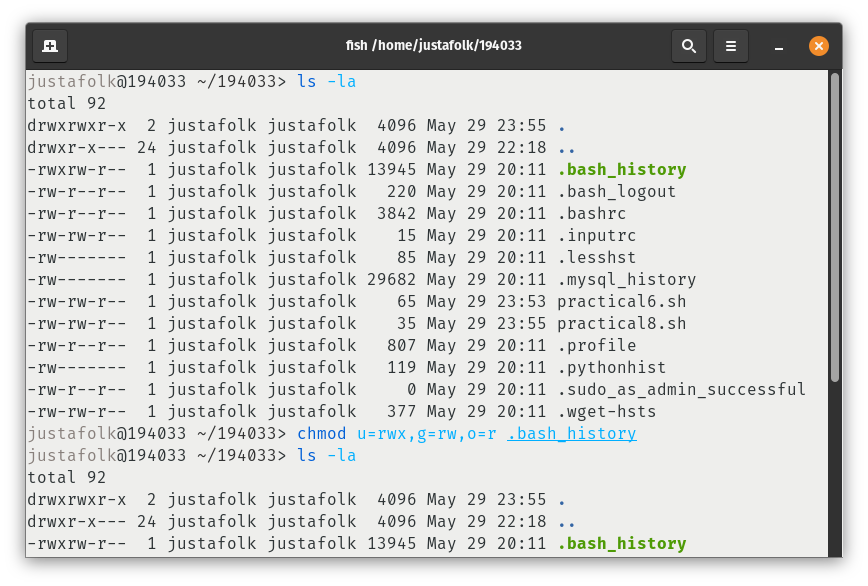 fish /home/justafolk/194033
justafolk@194033 ~/194033> ls -la
total 92
drwxrwxr-x  2 justafolk justafolk  4096 May 29 23:55 .
drwxr-x--- 24 justafolk justafolk  4096 May 29 22:18 ..
-rwxrw-r--  1 justafolk justafolk 13945 May 29 20:11 .bash_history
-rw-r--r--  1 justafolk justafolk   220 May 29 20:11 .bash_logout
-rw-r--r--  1 justafolk justafolk  3842 May 29 20:11 .bashrc
-rw-rw-r--  1 justafolk justafolk    15 May 29 20:11 .inputrc
-rw-------  1 justafolk justafolk    85 May 29 20:11 .lesshst
-rw-------  1 justafolk justafolk 29682 May 29 20:11 .mysql_history
-rw-rw-r--  1 justafolk justafolk    65 May 29 23:53 practical6.sh
-rw-rw-r--  1 justafolk justafolk    35 May 29 23:55 practical8.sh
-rw-r--r--  1 justafolk justafolk   807 May 29 20:11 .profile
-rw-------  1 justafolk justafolk   119 May 29 20:11 .pythonhist
-rw-r--r--  1 justafolk justafolk     0 May 29 20:11 .sudo_as_admin_successful
-rw-rw-r--  1 justafolk justafolk   377 May 29 20:11 .wget-hsts
justafolk@194033 ~/194033> chmod u=rwx,g=rw,o=r .bash_history
justafolk@194033 ~/194033> ls -la
total 92
drwxrwxr-x  2 justafolk justafolk  4096 May 29 23:55 .
drwxr-x--- 24 justafolk justafolk  4096 May 29 22:18 ..
-rwxrw-r--  1 justafolk justafolk 13945 May 29 20:11 .bash_history